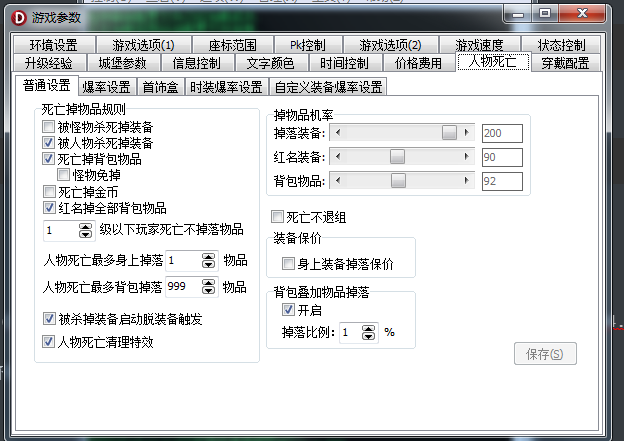 游戏参数
环境设置 游戏选项(1) 座标范围 Pk控制 游戏选项(2) 游戏速度 状态控制
升级经验 城堡参数 信息控制 文字颜色 时间控制 价格费用 人物死亡 穿戴配置
普通设置 爆率设置 首饰盒 时装爆率设置 自定义装备爆率设置
死亡掉物品规则
被怪物杀死掉装备
被人物杀死掉装备
死亡掉背包物品
怪物免掉
死亡掉金币
红名掉全部背包物品
1 级以下玩家死亡不掉落物品
人物死亡最多身上掉落 1 物品
人物死亡最多背包掉落 999 物品
被杀掉装备启动脱装备触发
人物死亡清理特效
掉物品机率
掉落装备: 200
红名装备: 90
背包物品: 92
死亡不退组
装备保价
身上装备掉落保价
背包叠加物品掉落
开启
掉落比例: 1 %
保存(S)